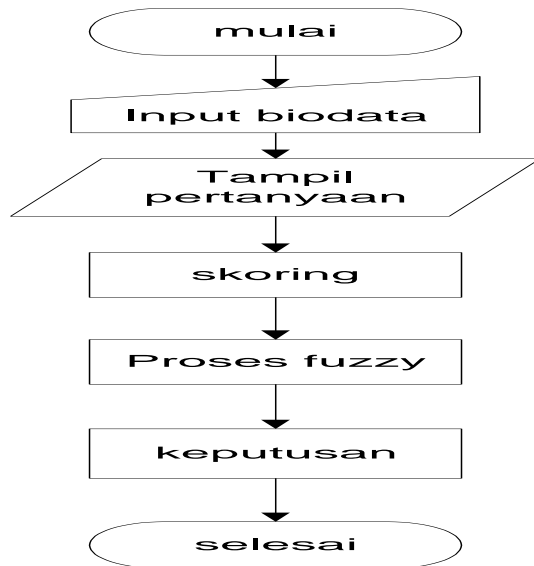 mulai
Input biodata
Tampil
pertanyaan
skoring
Proses fuzzy
keputusan
selesai